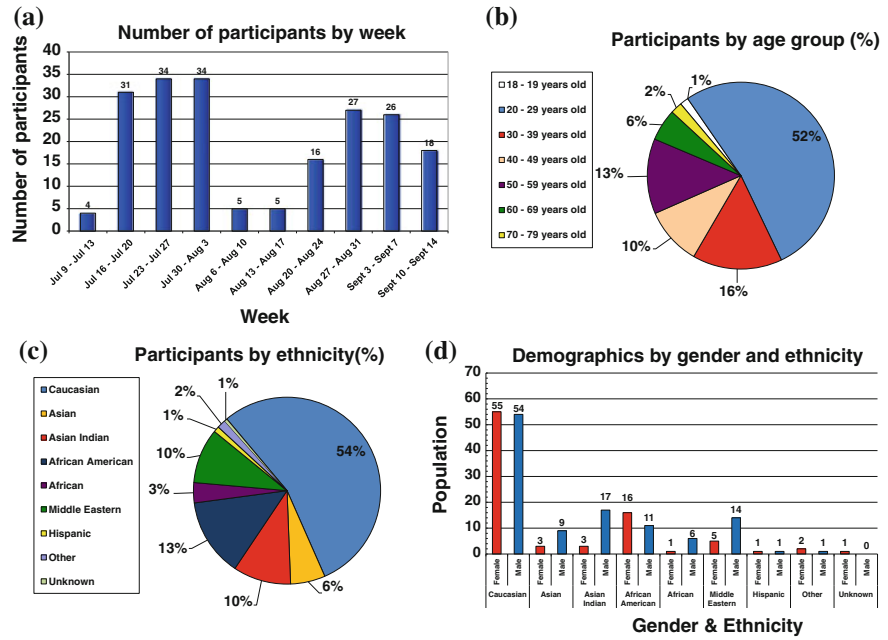 (a)
Number of participants by week
Number of participants
40
35
30
25
20
15
10
5
0
4
31
34
34
5
5
16
27
26
18
Jul 9 - Jul 13
Jul 16 - Jul 20
Jul 23 - Jul 27
Jul 30 - Aug 3
Aug 6 - Aug 10
Aug 13 - Aug 17
Aug 20 - Aug 24
Aug 27 - Aug 31
Sept 3 - Sept 7
Sept 10 - Sept 14
Week
(b)
Participants by age group (%)
18 - 19 years old
20 - 29 years old
30 - 39 years old
40 - 49 years old
50 - 59 years old
60 - 69 years old
70 - 79 years old
1%
2%
6%
52%
13%
10%
16%
(c)
Participants by ethnicity(%)
Caucasian
Asian
Asian Indian
African American
African
Middle Eastern
Hispanic
Other
Unknown
1%
2%
1%
54%
10%
3%
13%
10%
6%
(d)
Demographics by gender and ethnicity
Population
70
60
50
40
30
20
10
0
55
54
3
9
3
17
16
11
1
6
5
14
1
1
2
1
1
0
Female
Male
Female
Male
Female
Male
Female
Male
Female
Male
Female
Male
Female
Male
Female
Male
Female
Male
Caucasian
Asian
Asian
Indian
African
American
African
Middle
Eastern
Hispanic
Other
Unknown
Gender & Ethnicity